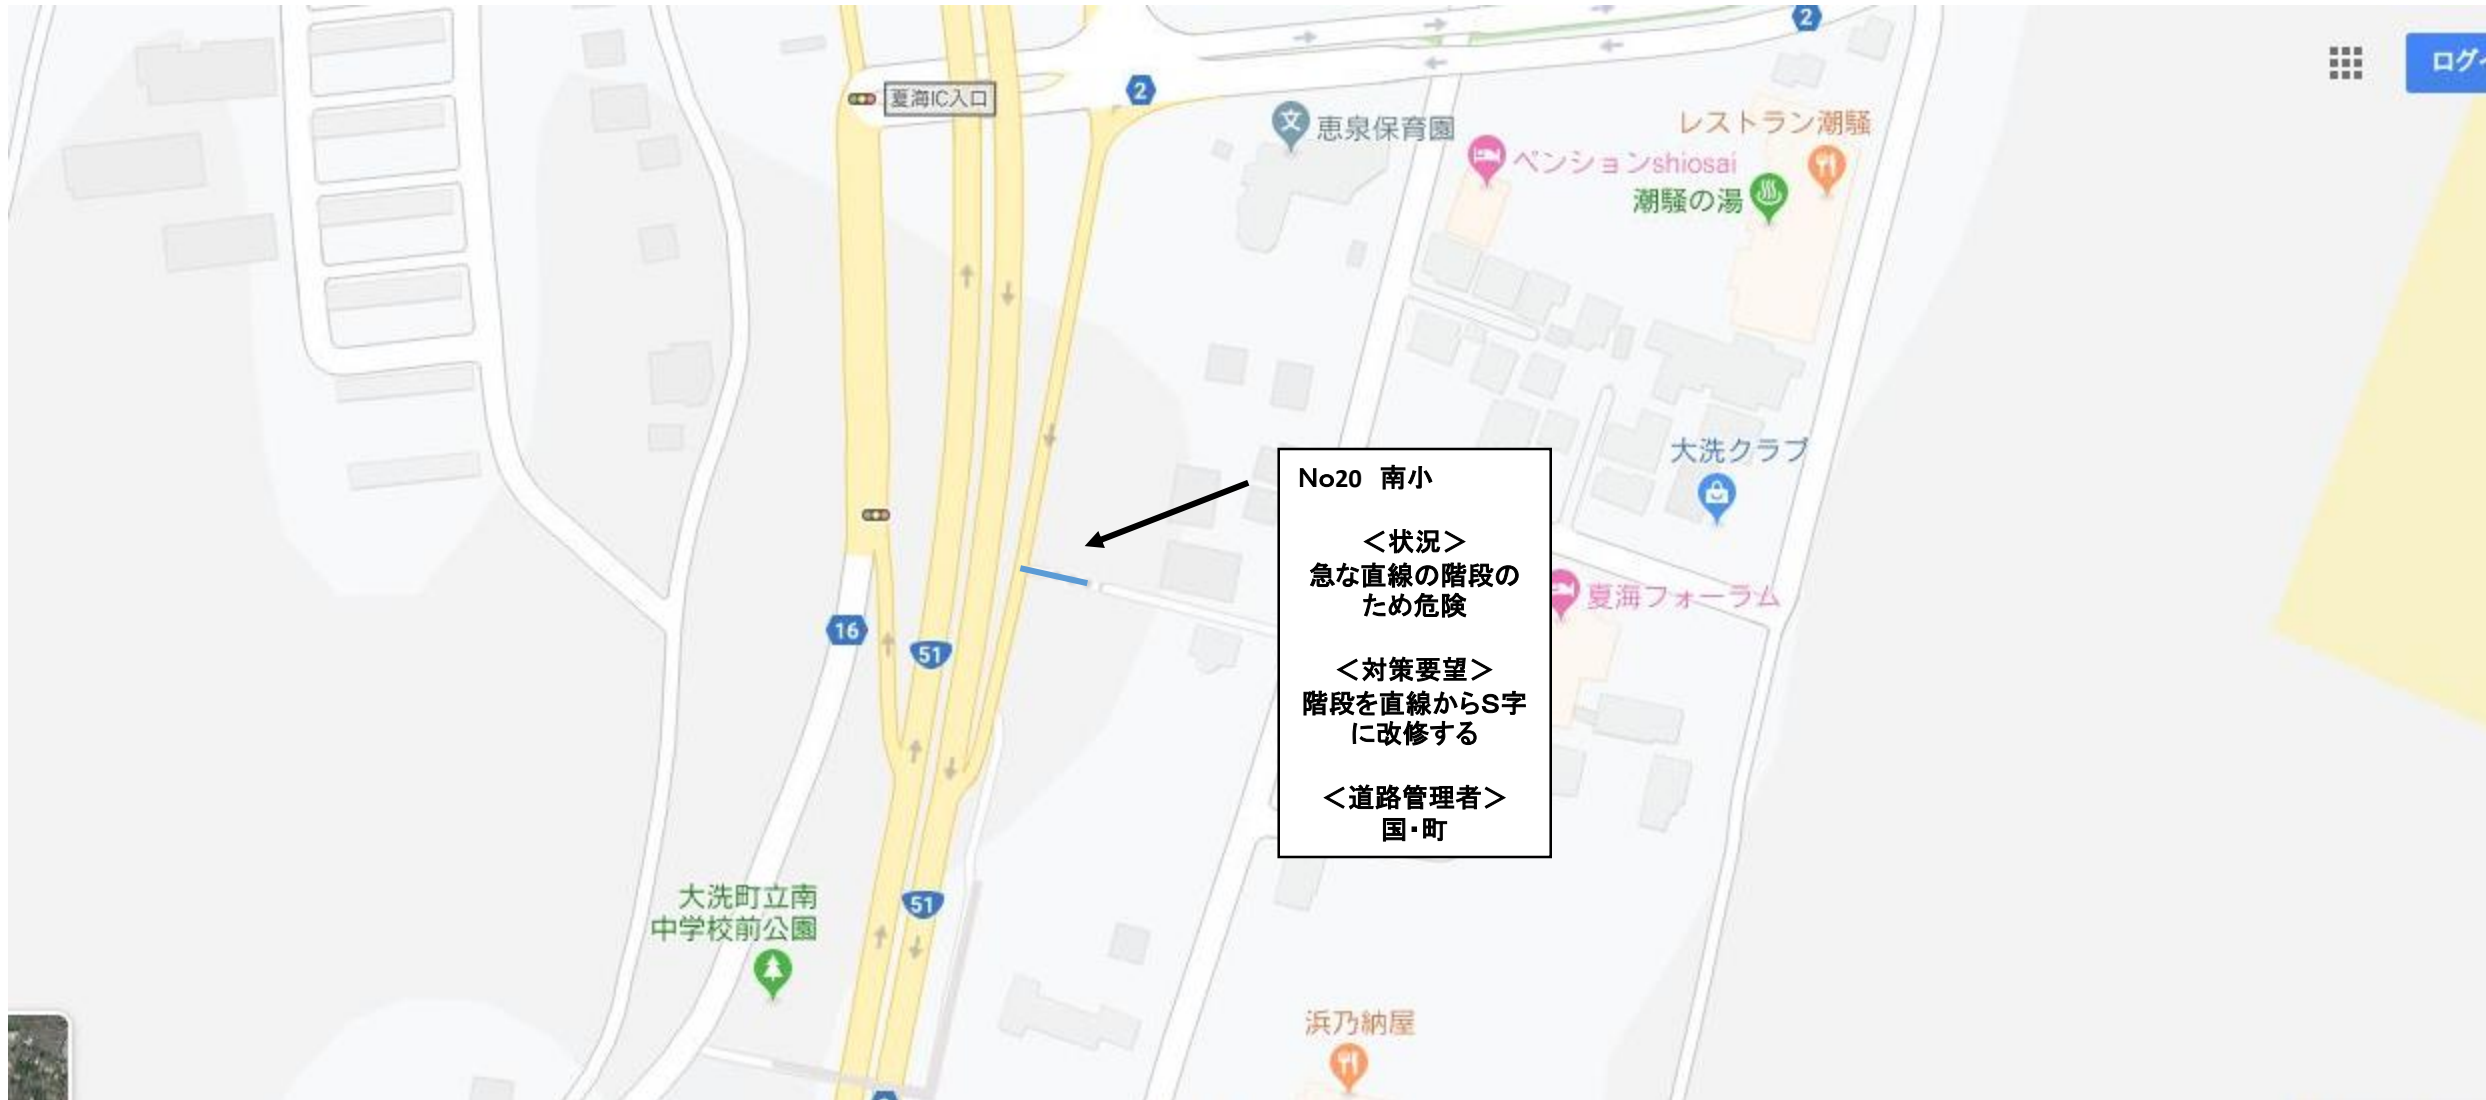 2
ログイ
夏海IC入口
2
恵泉保育園
レストラン潮騒
ペンションshiosai
潮騒の湯
大洗クラブ
No20 南小
<状況>
急な直線の階段の
ため危険
<対策要望>
階段を直線からS字
に改修する
<道路管理者>
国・町
夏海フォーラム
16
51
51
大洗町立南
中学校前公園
浜乃納屋